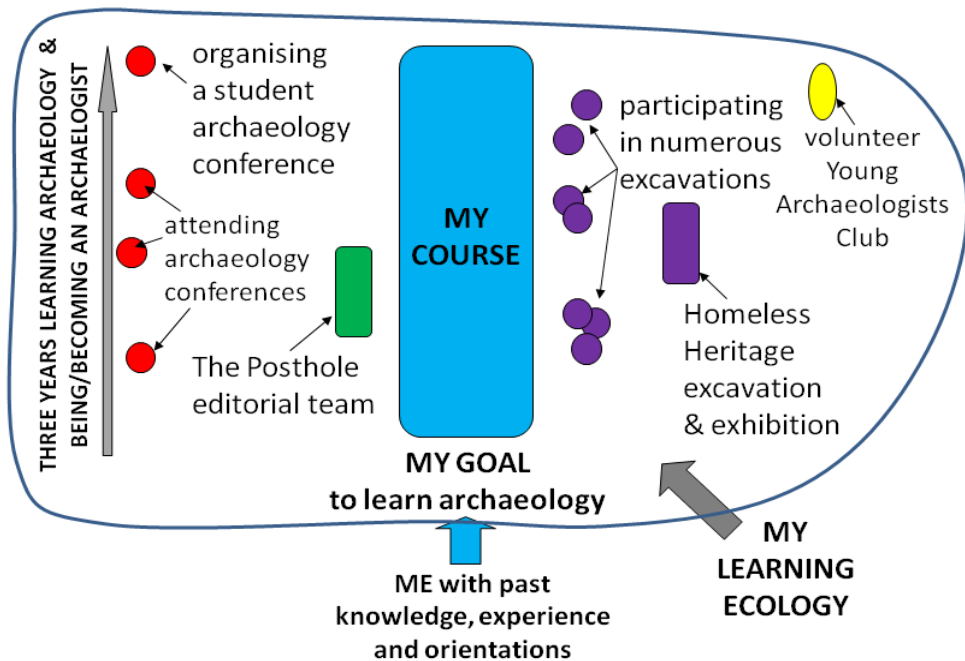 THREE YEARS LEARNING ARCHAEOLOGY &
BEING/BECOMING AN ARCHAELOGIST
organising
a student
archaeology
conference
attending
archaeology
conferences
The Posthole
editorial team
MY
COURSE
participating
in numerous
excavations
volunteer
Young
Archaeologists
Club
Homeless
Heritage
excavation
& exhibition
MY GOAL
to learn archaeology
ME with past
knowledge, experience
and orientations
MY
LEARNING
ECOLOGY